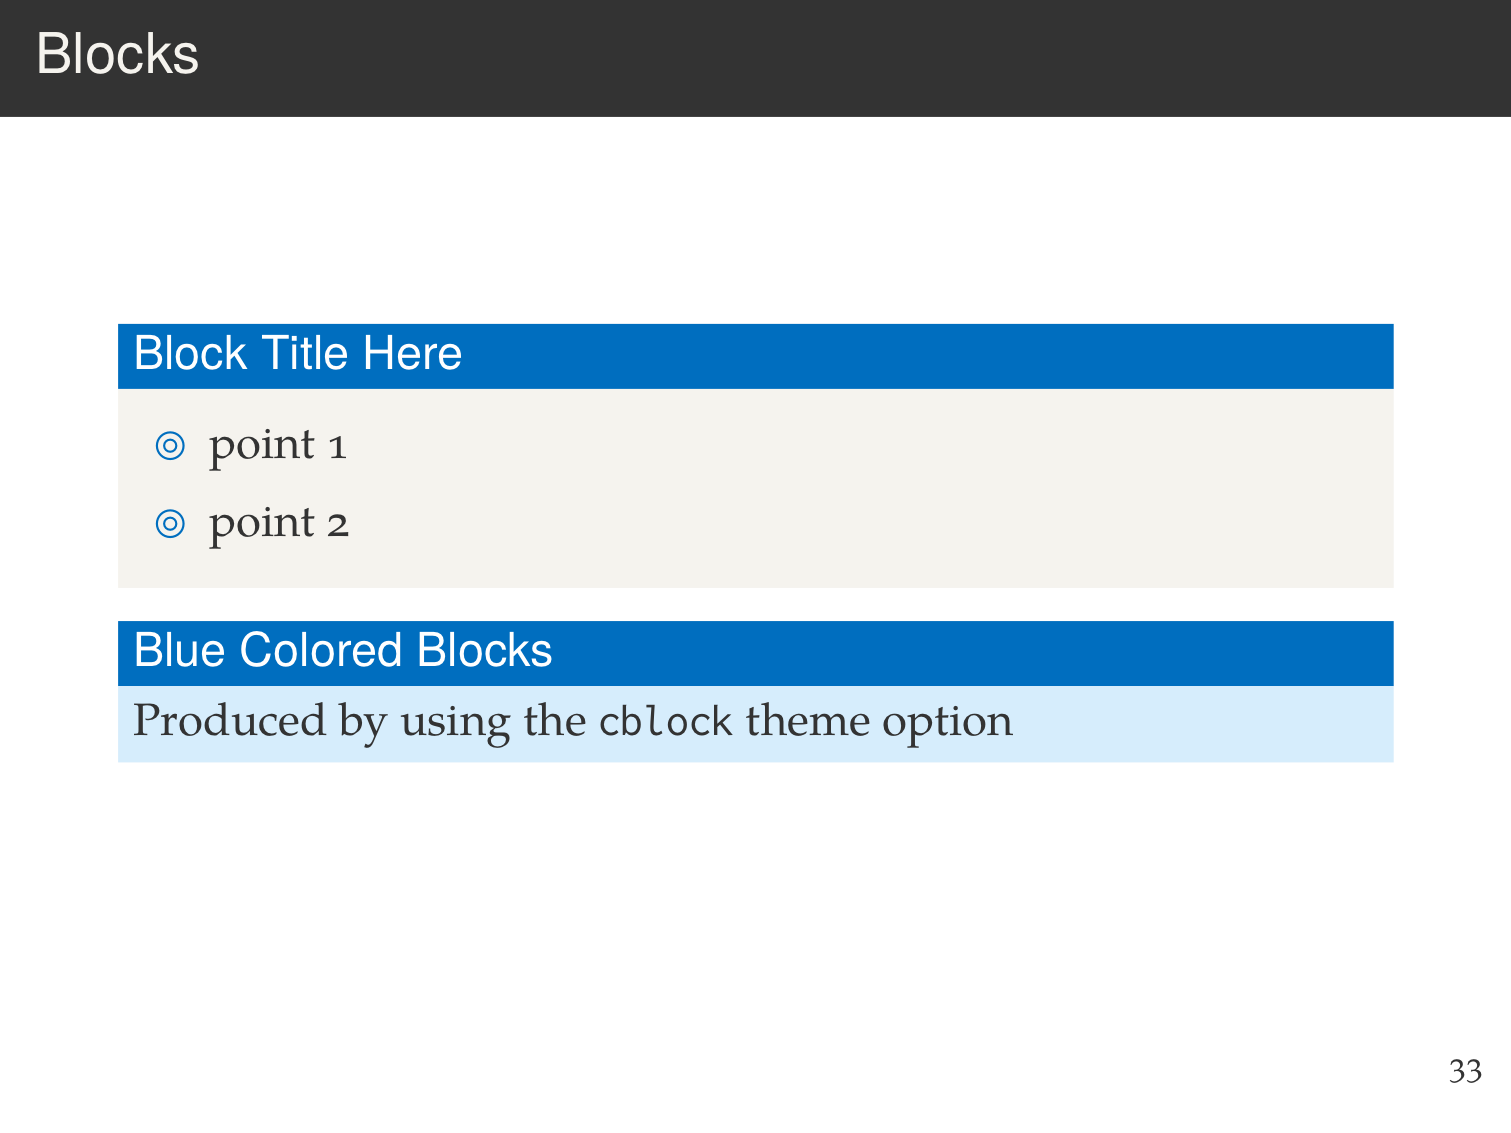 Blocks
Block Title Here
◎ point 1
◎ point 2
Blue Colored Blocks
Produced by using the cblock theme option
33